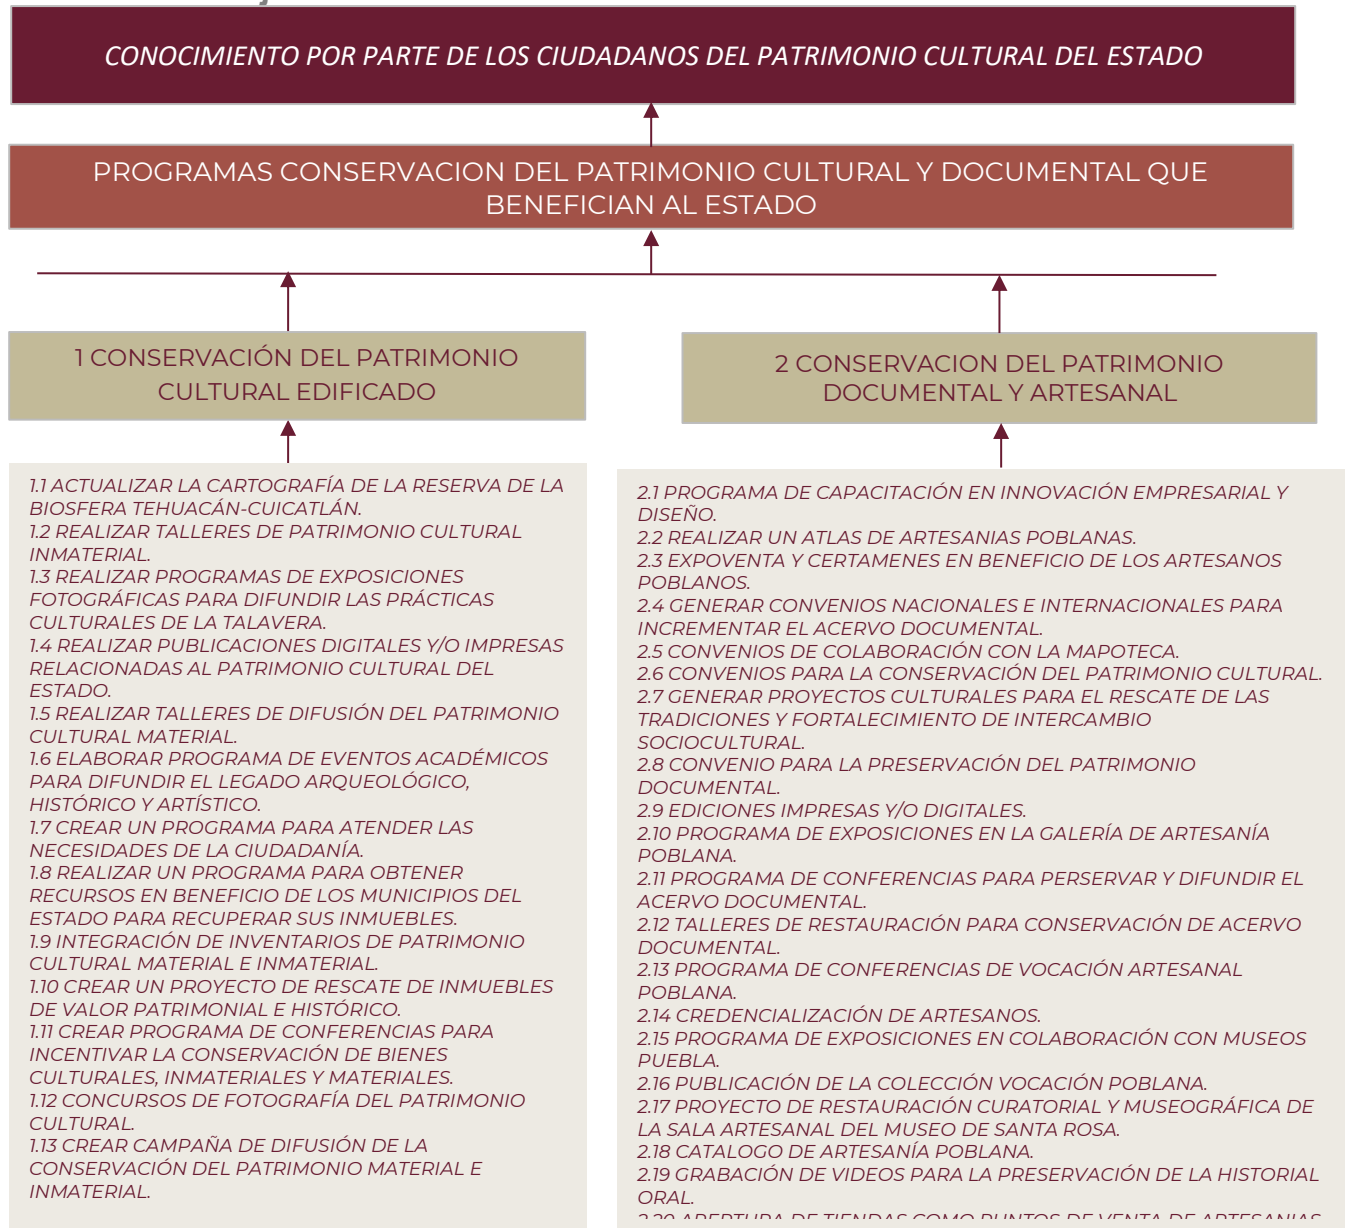 CONOCIMIENTO POR PARTE DE LOS CIUDADANOS DEL PATRIMONIO CULTURAL DEL ESTADO
PROGRAMAS CONSERVACION DEL PATRIMONIO CULTURAL Y DOCUMENTAL QUE
BENEFICIAN AL ESTADO
1 CONSERVACIÓN DEL PATRIMONIO
CULTURAL EDIFICADO
2 CONSERVACION DEL PATRIMONIO
DOCUMENTAL Y ARTESANAL
1.1 ACTUALIZAR LA CARTOGRAFÍA DE LA RESERVA DE LA
BIOSFERA TEHUACÁN-CUICATLÁN.
1.2 REALIZAR TALLERES DE PATRIMONIO CULTURAL
INMATERIAL.
1.3 REALIZAR PROGRAMAS DE EXPOSICIONES
FOTOGRÁFICAS PARA DIFUNDIR LAS PRÁCTICAS
CULTURALES DE LA TALAVERA.
1.4 REALIZAR PUBLICACIONES DIGITALES Y/O IMPRESAS
RELACIONADAS AL PATRIMONIO CULTURAL DEL
ESTADO.
1.5 REALIZAR TALLERES DE DIFUSIÓN DEL PATRIMONIO
CULTURAL MATERIAL.
1.6 ELABORAR PROGRAMA DE EVENTOS ACADÉMICOS
PARA DIFUNDIR EL LEGADO ARQUEOLÓGICO,
HISTÓRICO Y ARTÍSTICO.
1.7 CREAR UN PROGRAMA PARA ATENDER LAS
NECESIDADES DE LA CIUDADANÍA.
1.8 REALIZAR UN PROGRAMA PARA OBTENER
RECURSOS EN BENEFICIO DE LOS MUNICIPIOS DEL
ESTADO PARA RECUPERAR SUS INMUEBLES.
1.9 INTEGRACIÓN DE INVENTARIOS DE PATRIMONIO
CULTURAL MATERIAL E INMATERIAL.
1.10 CREAR UN PROYECTO DE RESCATE DE INMUEBLES
DE VALOR PATRIMONIAL E HISTÓRICO.
1.11 CREAR PROGRAMA DE CONFERENCIAS PARA
INCENTIVAR LA CONSERVACIÓN DE BIENES
CULTURALES, INMATERIALES Y MATERIALES.
1.12 CONCURSOS DE FOTOGRAFÍA DEL PATRIMONIO
CULTURAL.
1.13 CREAR CAMPAÑA DE DIFUSIÓN DE LA
CONSERVACIÓN DEL PATRIMONIO MATERIAL E
INMATERIAL.
2.1 PROGRAMA DE CAPACITACIÓN EN INNOVACIÓN EMPRESARIAL Y
DISEÑO.
2.2 REALIZAR UN ATLAS DE ARTESANIAS POBLANAS.
2.3 EXPOVENTA Y CERTAMENES EN BENEFICIO DE LOS ARTESANOS
POBLANOS.
2.4 GENERAR CONVENIOS NACIONALES E INTERNACIONALES PARA
INCREMENTAR EL ACERVO DOCUMENTAL.
2.5 CONVENIOS DE COLABORACIÓN CON LA MAPOTECA.
2.6 CONVENIOS PARA LA CONSERVACIÓN DEL PATRIMONIO CULTURAL.
2.7 GENERAR PROYECTOS CULTURALES PARA EL RESCATE DE LAS
TRADICIONES Y FORTALECIMIENTO DE INTERCAMBIO
SOCIOCULTURAL.
2.8 CONVENIO PARA LA PRESERVACIÓN DEL PATRIMONIO
DOCUMENTAL.
2.9 EDICIONES IMPRESAS Y/O DIGITALES.
2.10 PROGRAMA DE EXPOSICIONES EN LA GALERÍA DE ARTESANÍA
POBLANA.
2.11 PROGRAMA DE CONFERENCIAS PARA PERSERVAR Y DIFUNDIR EL
ACERVO DOCUMENTAL.
2.12 TALLERES DE RESTAURACIÓN PARA CONSERVACIÓN DE ACERVO
DOCUMENTAL.
2.13 PROGRAMA DE CONFERENCIAS DE VOCACIÓN ARTESANAL
POBLANA.
2.14 CREDENCIALIZACIÓN DE ARTESANOS.
2.15 PROGRAMA DE EXPOSICIONES EN COLABORACIÓN CON MUSEOS
PUEBLA.
2.16 PUBLICACIÓN DE LA COLECCIÓN VOCACIÓN POBLANA.
2.17 PROYECTO DE RESTAURACIÓN CURATORIAL Y MUSEOGRÁFICA DE
LA SALA ARTESANAL DEL MUSEO DE SANTA ROSA.
2.18 CATALOGO DE ARTESANÍA POBLANA.
2.19 GRABACIÓN DE VIDEOS PARA LA PRESERVACIÓN DE LA HISTORIAL
ORAL.
2.20 APERTURA DE TIENDAS COMO PUNTOS DE VENTA DE ARTESANIAS